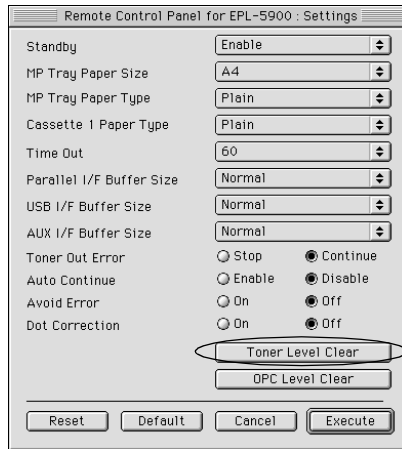 Remote Control Panel for EPL-5900 : Settings
Standby Enable
MP Tray Paper Size A4
MP Tray Paper Type Plain
Cassette 1 Paper Type Plain
Time Out 60
Parallel I/F Buffer Size Normal
USB I/F Buffer Size Normal
AUX I/F Buffer Size Normal
Toner Out Error Stop Continue
Auto Continue Enable Disable
Avoid Error On Off
Dot Correction On Off
Toner Level Clear
OPC Level Clear
Reset Default Cancel Execute